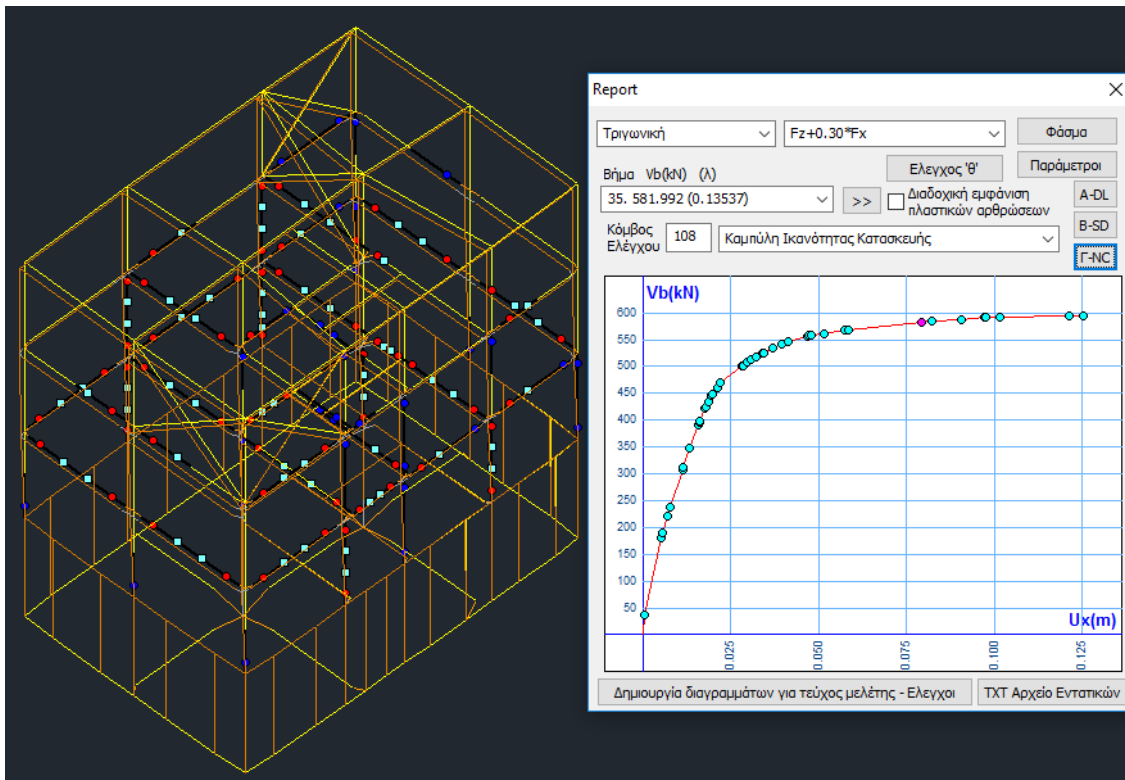 Report
Τριγωνική
Fz+0.30*Fx
Φάσμα
Ελεγχος 'θ'
Παράμετροι
Βήμα Vb(kN) (λ)
35. 581.992 (0.13537)
>>
Διαδοχική εμφάνιση
πλαστικών αρθρώσεων
A-DL
B-SD
Γ-NC
Κόμβος
Ελέγχου
108
Καμπύλη Ικανότητας Κατασκευής
Vb(kN)
600
550
500
450
400
350
300
250
200
150
100
50
Ux(m)
0.025
0.050
0.075
0.100
0.125
Δημιουργία διαγραμμάτων για τεύχος μελέτης - Ελεγχοι
TXT Αρχείο Εντατικών